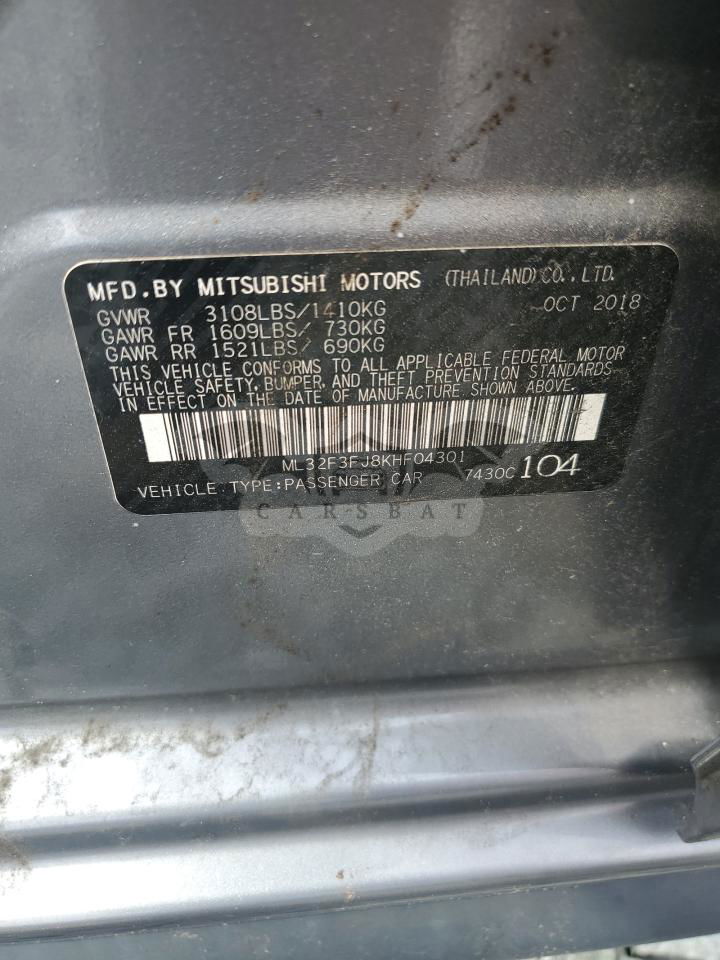 MFD.BY MITSUBISHI MOTORS (THAILAND)CO.,LTD.
GVWR 3108LBS/1410KG OCT 2018
GAWR FR 1609LBS/ 730KG
GAWR RR 1521LBS/ 690KG
THIS VEHICLE CONFORMS TO ALL APPLICABLE FEDERAL MOTOR
VEHICLE SAFETY, BUMPER, AND THEFT PREVENTION STANDARDS
IN EFFECT ON THE DATE OF MANUFACTURE SHOWN ABOVE.
ML32F3FJ8KHF04301
VEHICLE TYPE:PASSENGER CAR 7430C 104
CARSBAT